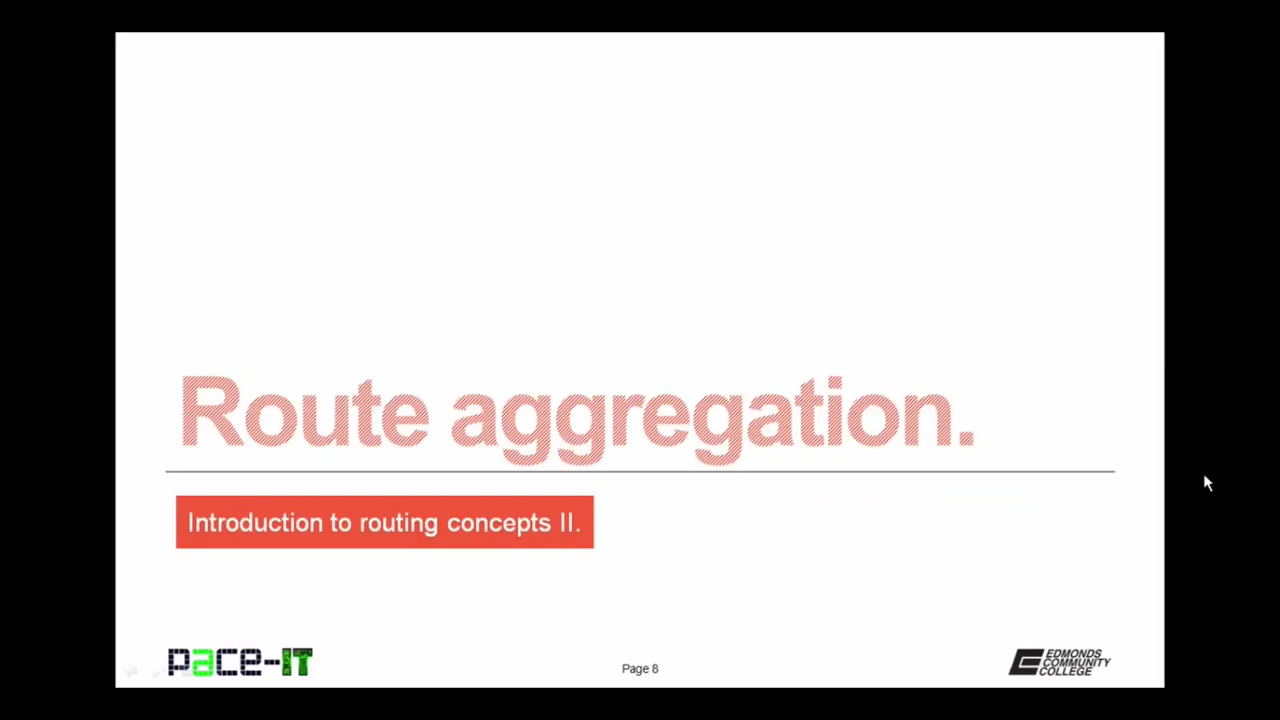 Route aggregation.
Introduction to routing concepts II.
pace-IT
Page 8
EDMONDS
COMMUNITY
COLLEGE